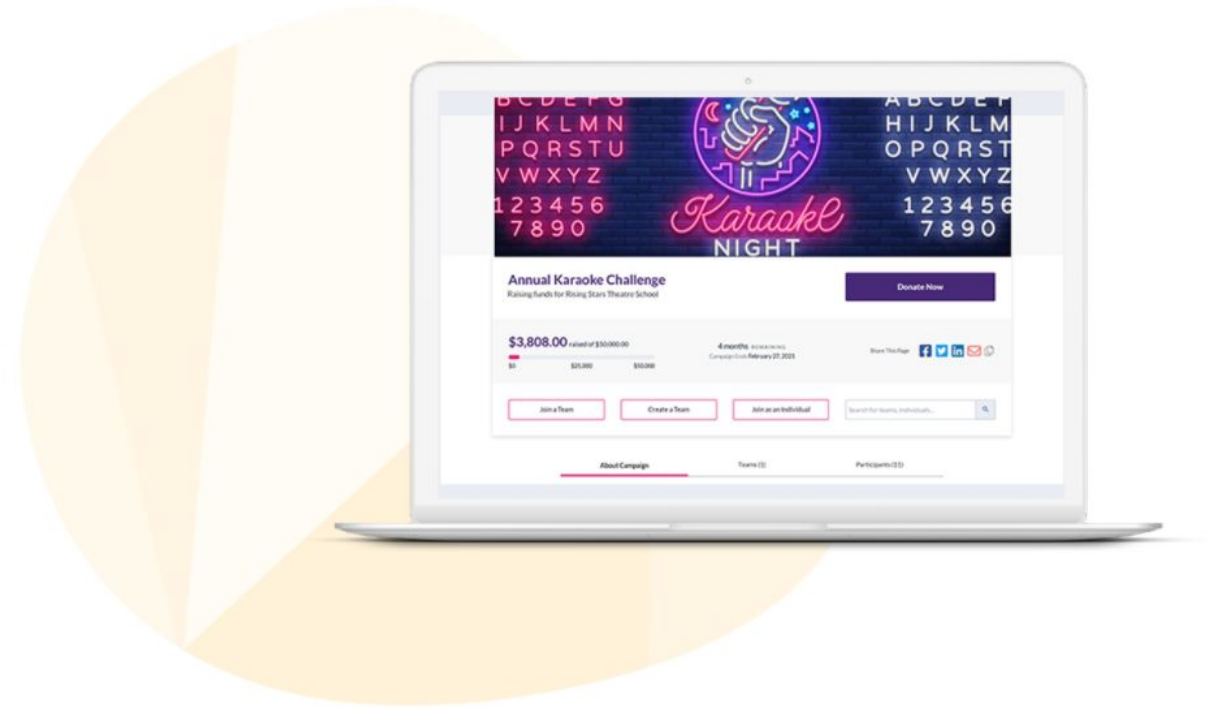 BCDEFG
IJKLMN
PQRSTU
VWXYZ
123456
7890
Karaoke
NIGHT
ABCDEF
HIJKLM
OPQRST
VWXYZ
123456
7890
Annual Karaoke Challenge
Raising funds for Rising Stars Theatre School
Donate Now
$3,808.00 raised of $50,000.00
$0 $25,000 $50,000
4 months REMAINING
Campaign Ends February 27, 2021
Share This Page
Join a Team
Create a Team
Join as an Individual
Search for teams, individuals...
About Campaign
Teams (5)
Participants (11)